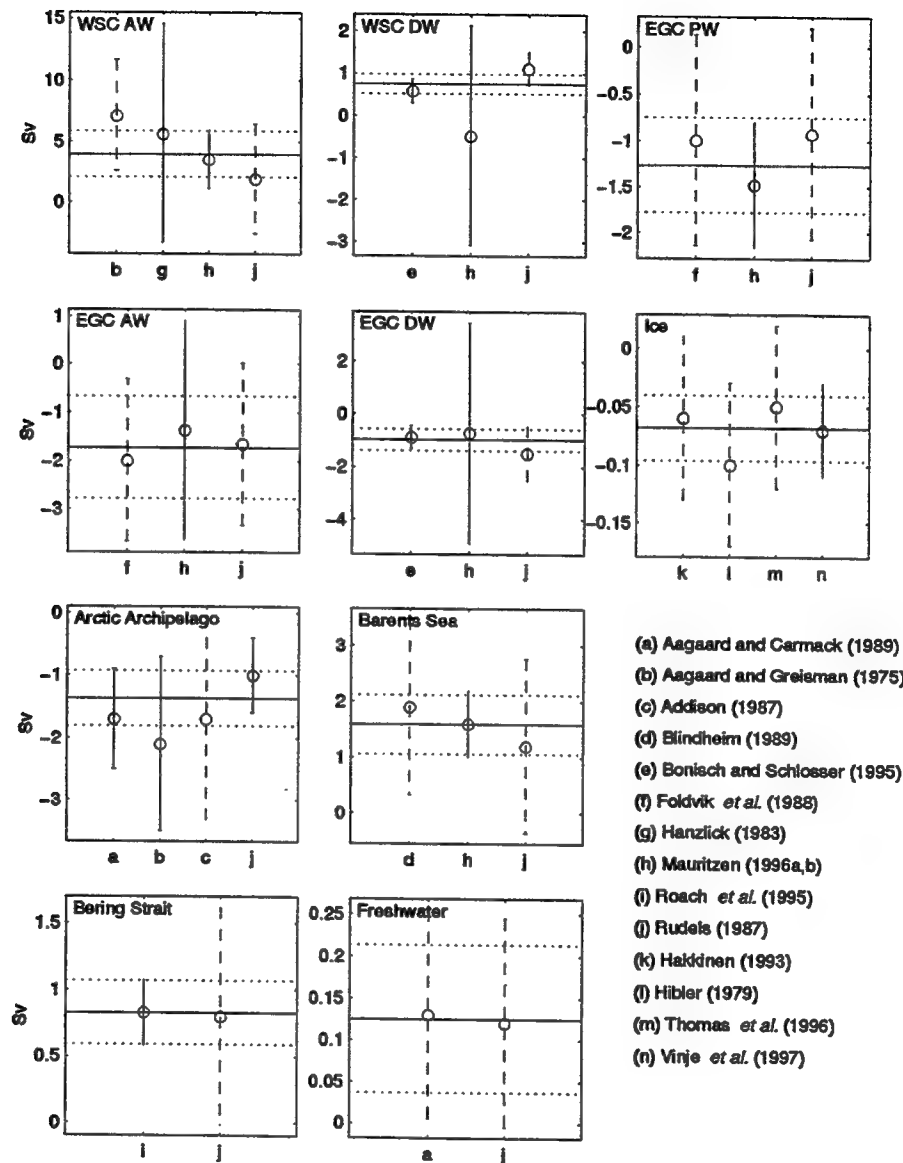 WSC AW
15
10
5
0
Sv
b g h j
WSC DW
2
1
0
−1
−2
−3
e h j
EGC PW
0
−0.5
−1
−1.5
−2
f h j
EGC AW
1
0
−1
−2
−3
Sv
f h j
EGC DW
2
0
−2
−4
e h j
Ice
0
−0.05
−0.1
−0.15
k l m n
Arctic Archipelago
0
−1
−2
−3
a b c j
Barents Sea
3
2
1
0
d h j
Bering Strait
1.5
1
0.5
0
Sv
i j
Freshwater
0.25
0.2
0.15
0.1
0.05
0
a j
(a) Aagaard and Carmack (1989)
(b) Aagaard and Greisman (1975)
(c) Addison (1987)
(d) Blindheim (1989)
(e) Bonisch and Schlosser (1995)
(f) Foldvik et al. (1988)
(g) Hanzlick (1983)
(h) Mauritzen (1996a,b)
(i) Roach et al. (1995)
(j) Rudels (1987)
(k) Hakkinen (1993)
(l) Hibler (1979)
(m) Thomas et al. (1996)
(n) Vinje et al. (1997)